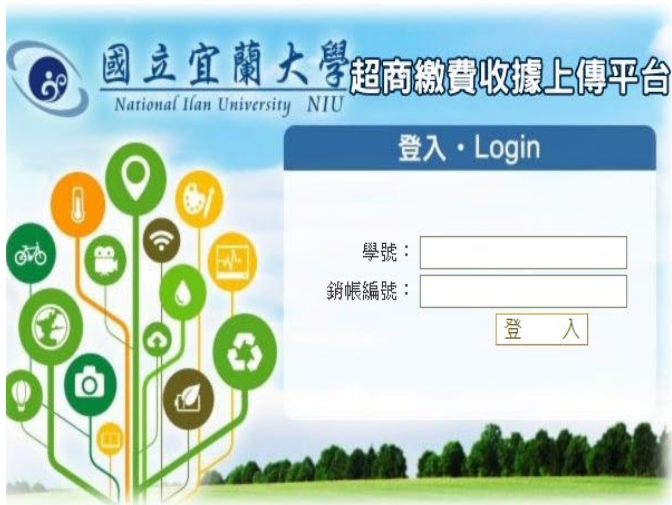 國立宜蘭大學
National Ilan University NIU
超商繳費收據上傳平台
登入・Login
學號：
銷帳編號：
登 入